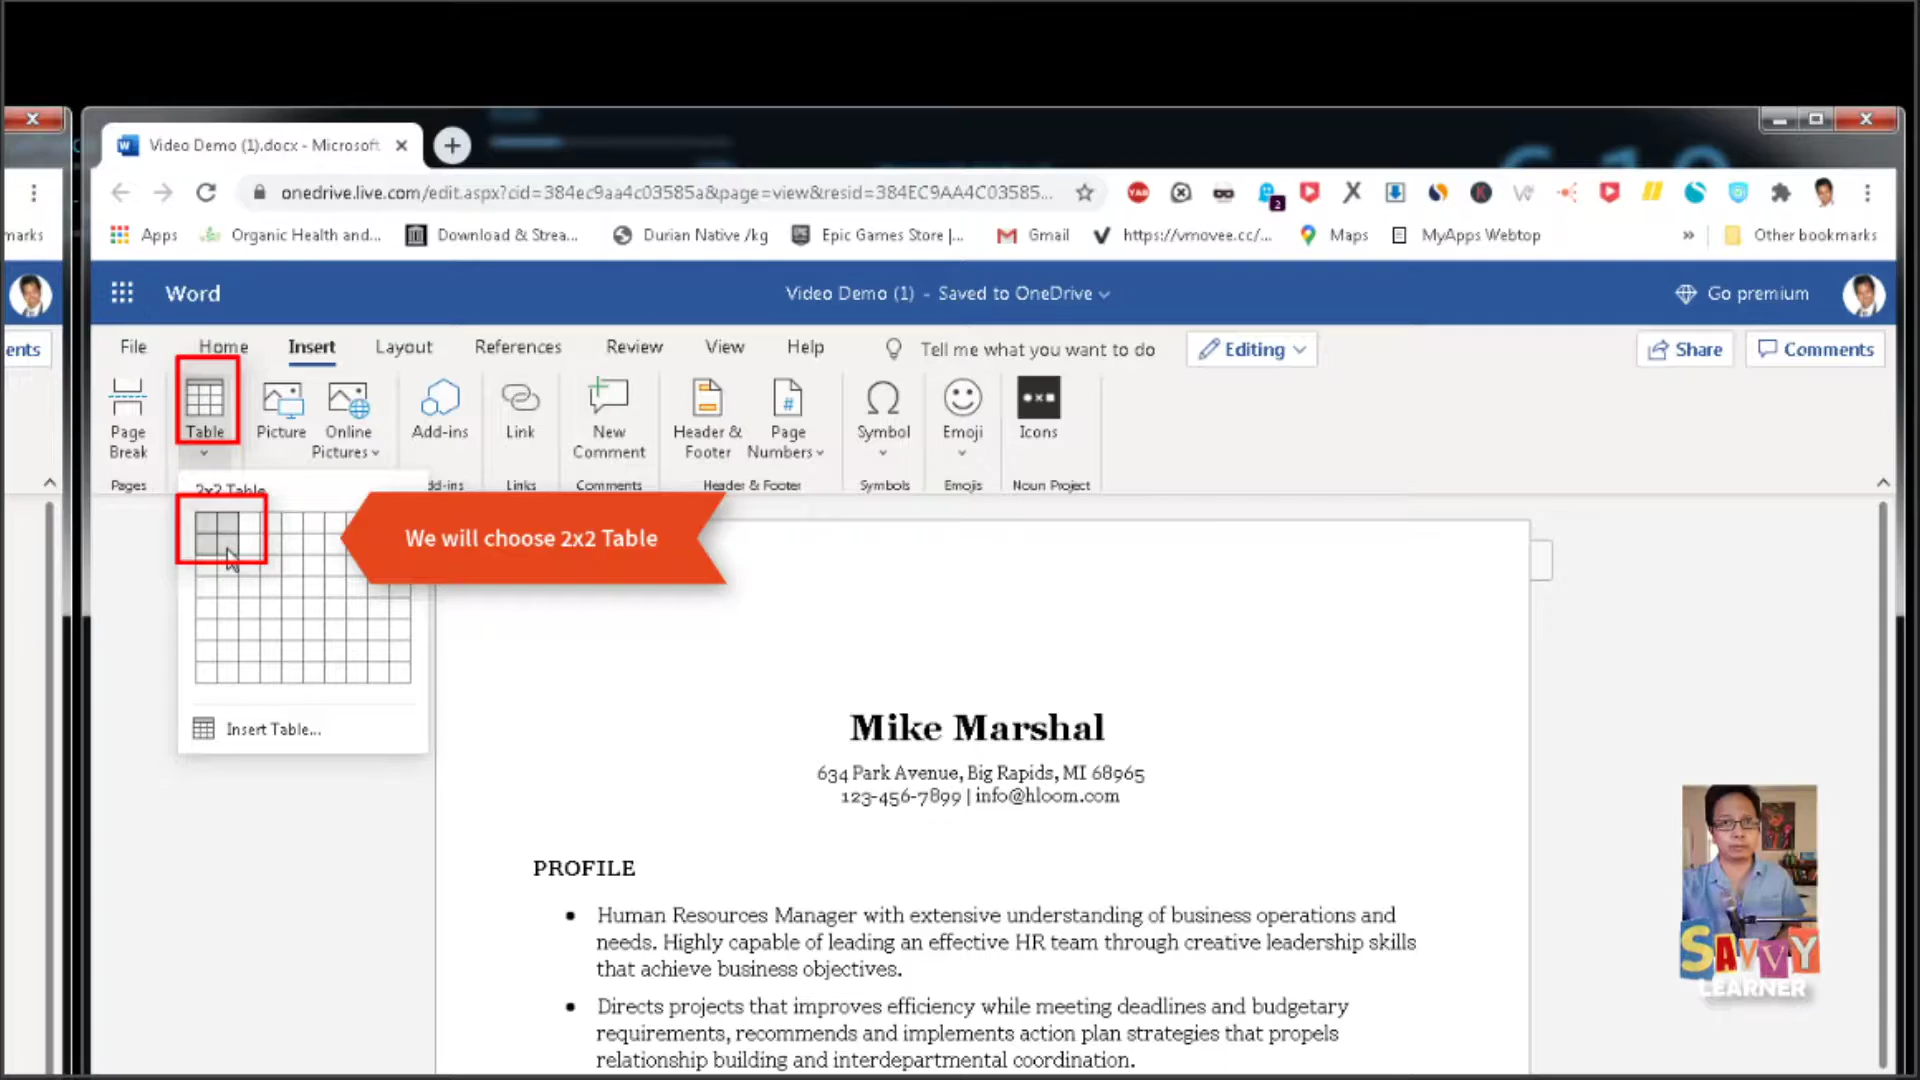 Video Demo (1).docx - Microsoft
onedrive.live.com/edit.aspx?cid=384ec9aa4c03585a&page=view&resid=384EC9AA4C03585...
2
marks
Apps
Organic Health and...
Download & Strea...
Durian Native /kg
Epic Games Store |...
Gmail
https://vmovee.cc/...
Maps
MyApps Webtop
»
Other bookmarks
Word
Video Demo (1) - Saved to OneDrive
Go premium
ents
File
Home
Insert
Layout
References
Review
View
Help
Tell me what you want to do
Editing
Share
Comments
Page
Break
Table
Picture
Online
Pictures
Add-ins
Link
New
Comment
Header &
Footer
Page
Numbers
Symbol
Emoji
Icons
Pages
dd-ins
Links
Comments
Header & Footer
Symbols
Emojis
Noun Project
2x2 Table
We will choose 2x2 Table
Insert Table...
Mike Marshal
634 Park Avenue, Big Rapids, MI 68965
123-456-7899 | info@hloom.com
PROFILE
• Human Resources Manager with extensive understanding of business operations and
needs. Highly capable of leading an effective HR team through creative leadership skills
that achieve business objectives.
• Directs projects that improves efficiency while meeting deadlines and budgetary
requirements, recommends and implements action plan strategies that propels
relationship building and interdepartmental coordination.
SAVVY
LEARNER